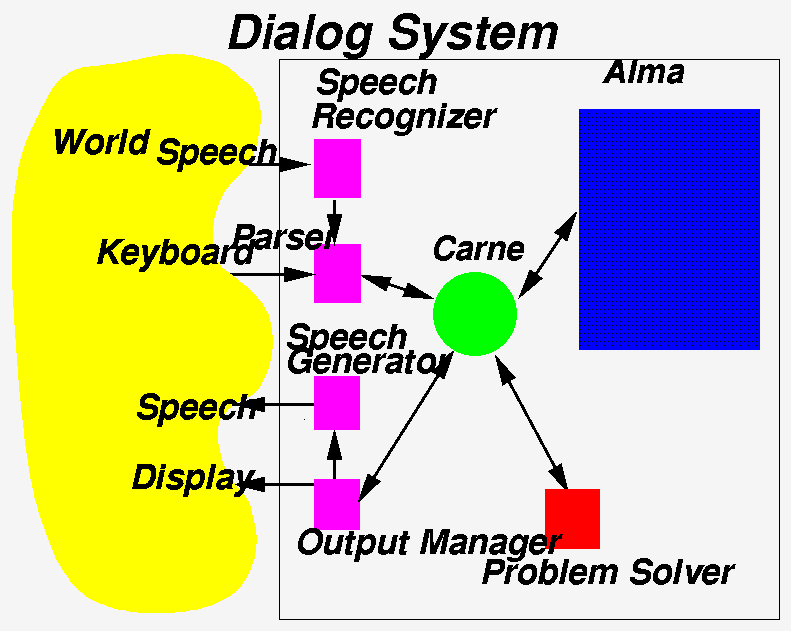 Dialog System
Alma
Speech
Recognizer
World
Speech
Parser
Keyboard
Carne
Speech
Generator
Speech
Display
Output Manager
Problem Solver